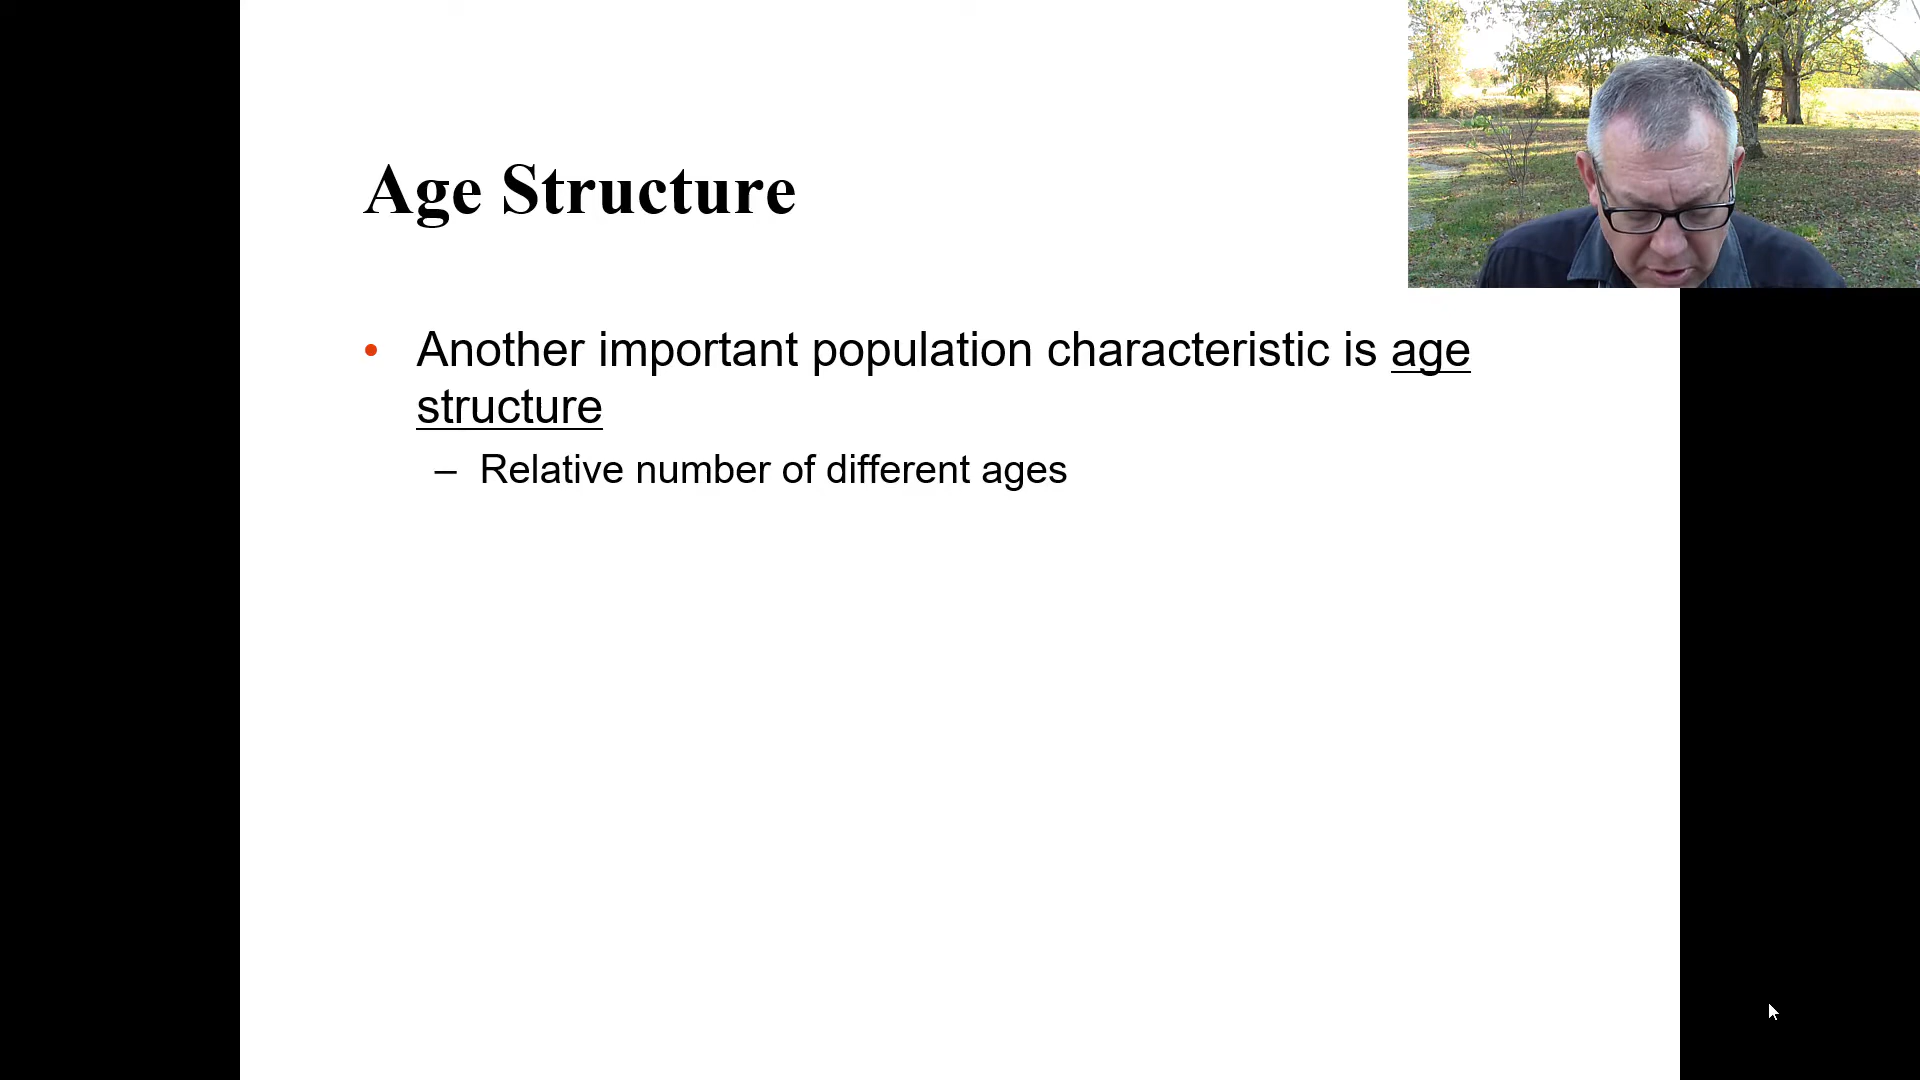 Age Structure
• Another important population characteristic is age
structure
– Relative number of different ages